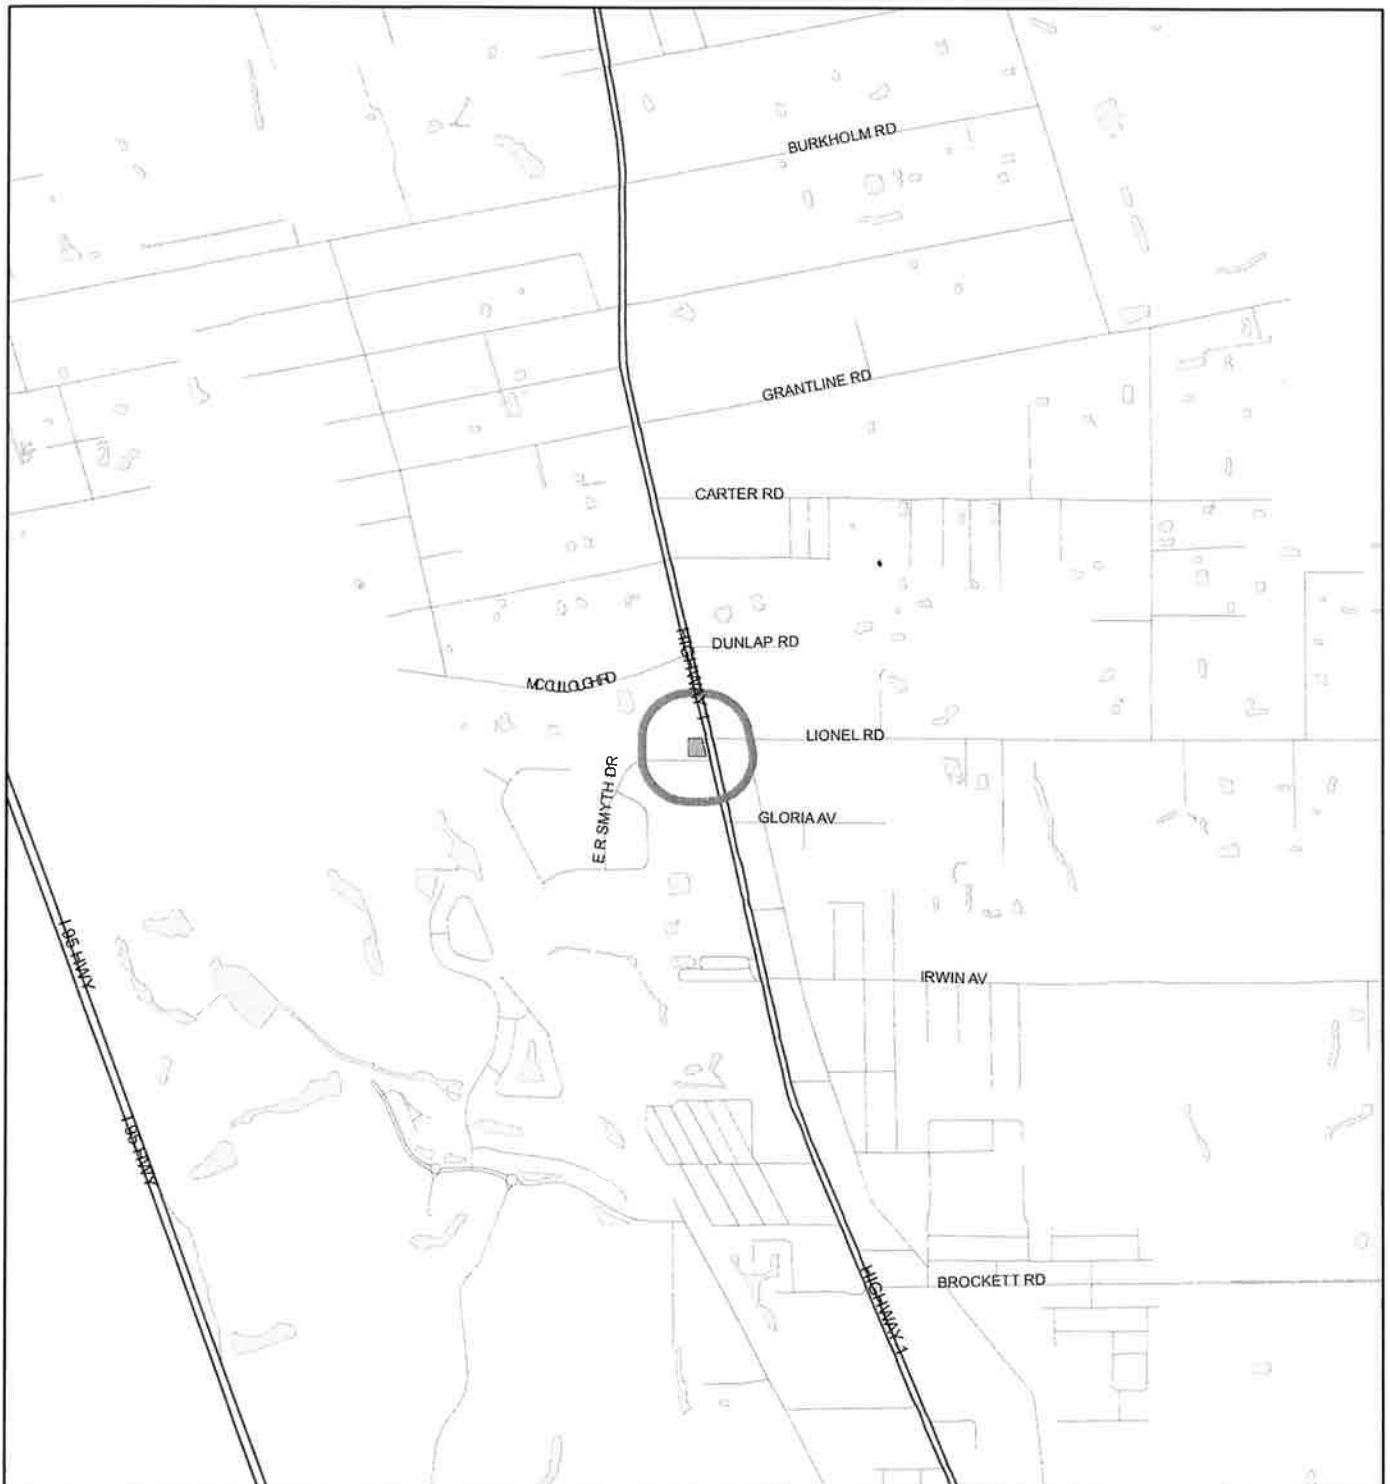 BURKHOLM RD
GRANTLINE RD
CARTER RD
HIGHWAY 1
DUNLAP RD
MCCULLOUGH RD
LIONEL RD
E R SMYTH DR
GLORIA AV
I 95 HWY
IRWIN AV
I 95 HWY
HIGHWAY 1
BROCKETT RD